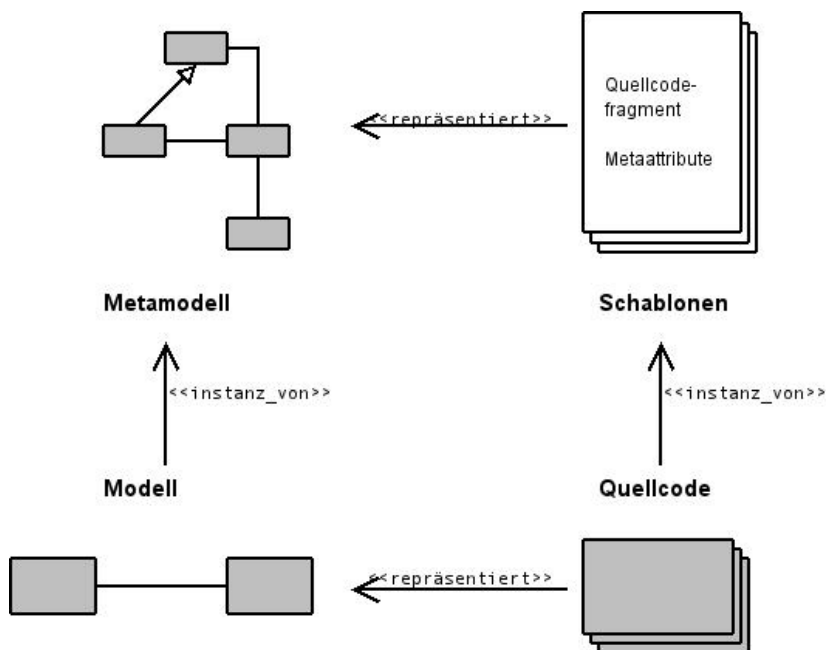 Quellcode-
fragment
<<repräsentiert>>
Metaattribute
Metamodell
Schablonen
<<instanz_von>>
<<instanz_von>>
Modell
Quellcode
<<repräsentiert>>